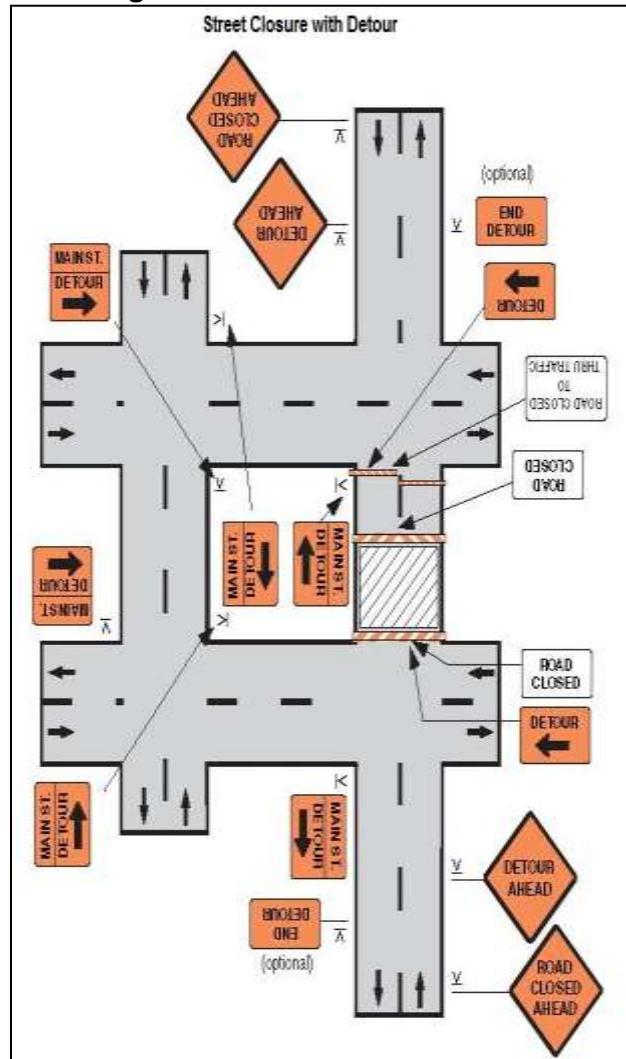 Street Closure with Detour
ROAD
CLOSED
AHEAD
DETOUR
AHEAD
(optional)
END
DETOUR
MAIN ST.
DETOUR
DETOUR
ROAD CLOSED
TO
THRU TRAFFIC
ROAD
CLOSED
MAIN ST.
DETOUR
MAIN ST.
DETOUR
MAIN ST.
DETOUR
ROAD
CLOSED
DETOUR
MAIN ST.
DETOUR
MAIN ST.
DETOUR
DETOUR
AHEAD
END
DETOUR
(optional)
ROAD
CLOSED
AHEAD